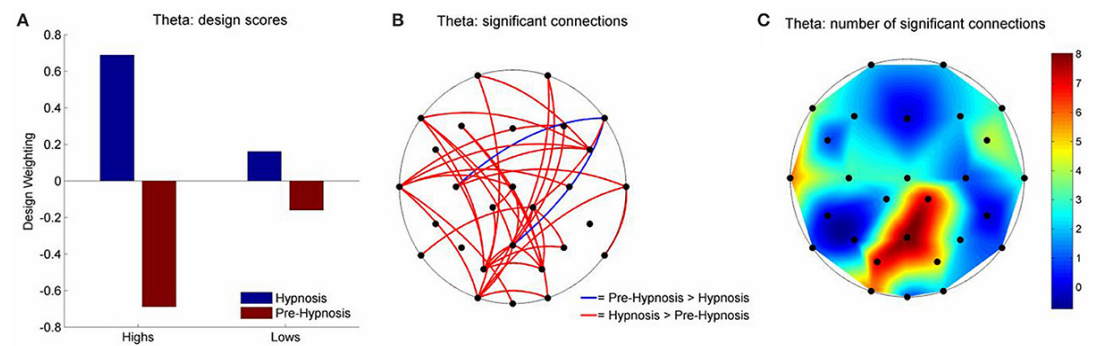 A Theta: design scores
0.8
0.6
0.4
0.2
0
-0.2
-0.4
-0.6
-0.8
Design Weighting
Hypnosis
Pre-Hypnosis
Highs Lows
B Theta: significant connections
= Pre-Hypnosis > Hypnosis
= Hypnosis > Pre-Hypnosis
C Theta: number of significant connections
8
7
6
5
4
3
2
1
0